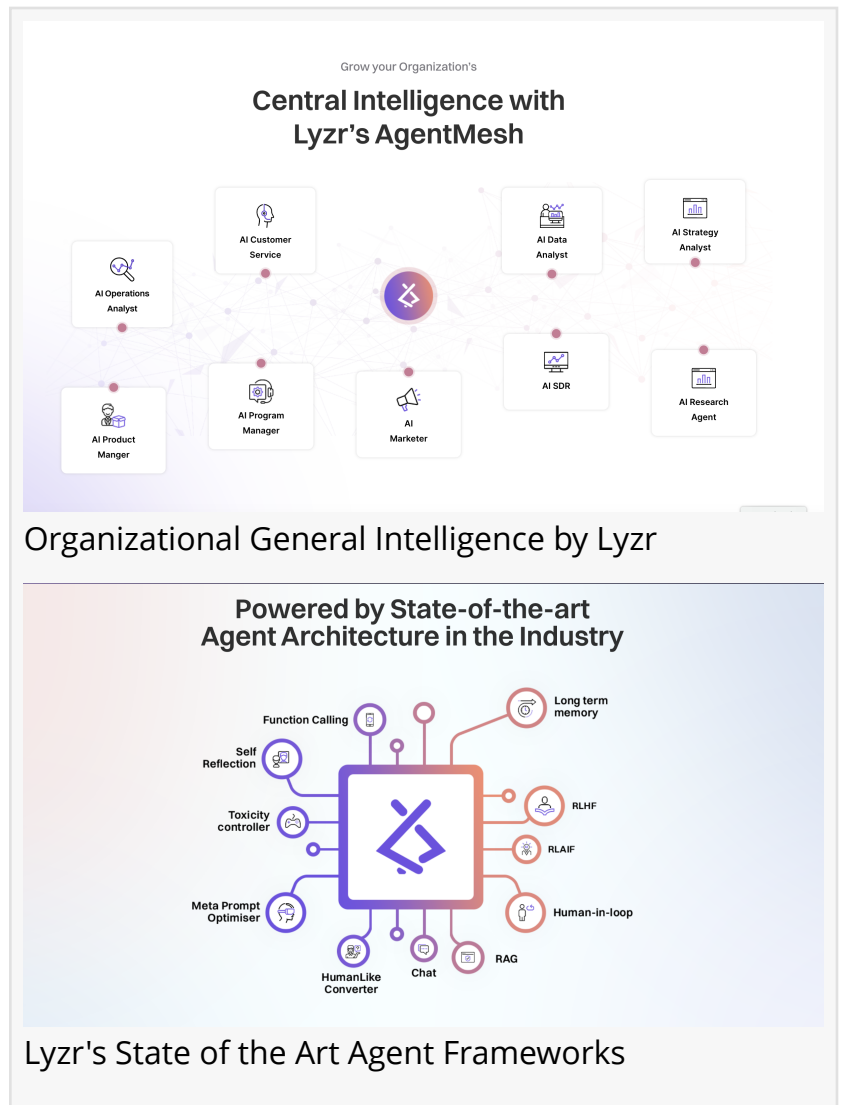 Grow your Organization's
Central Intelligence with
Lyzr’s AgentMesh
AI Customer
Service
AI Data
Analyst
AI Strategy
Analyst
AI Operations
Analyst
AI Product
Manger
AI Program
Manager
AI
Marketer
AI SDR
AI Research
Agent
Organizational General Intelligence by Lyzr
Powered by State-of-the-art
Agent Architecture in the Industry
Function Calling
Long term
memory
Self
Reflection
Toxicity
controller
RLHF
RLAIF
Meta Prompt
Optimiser
Human-in-loop
HumanLike
Converter
Chat
RAG
Lyzr's State of the Art Agent Frameworks